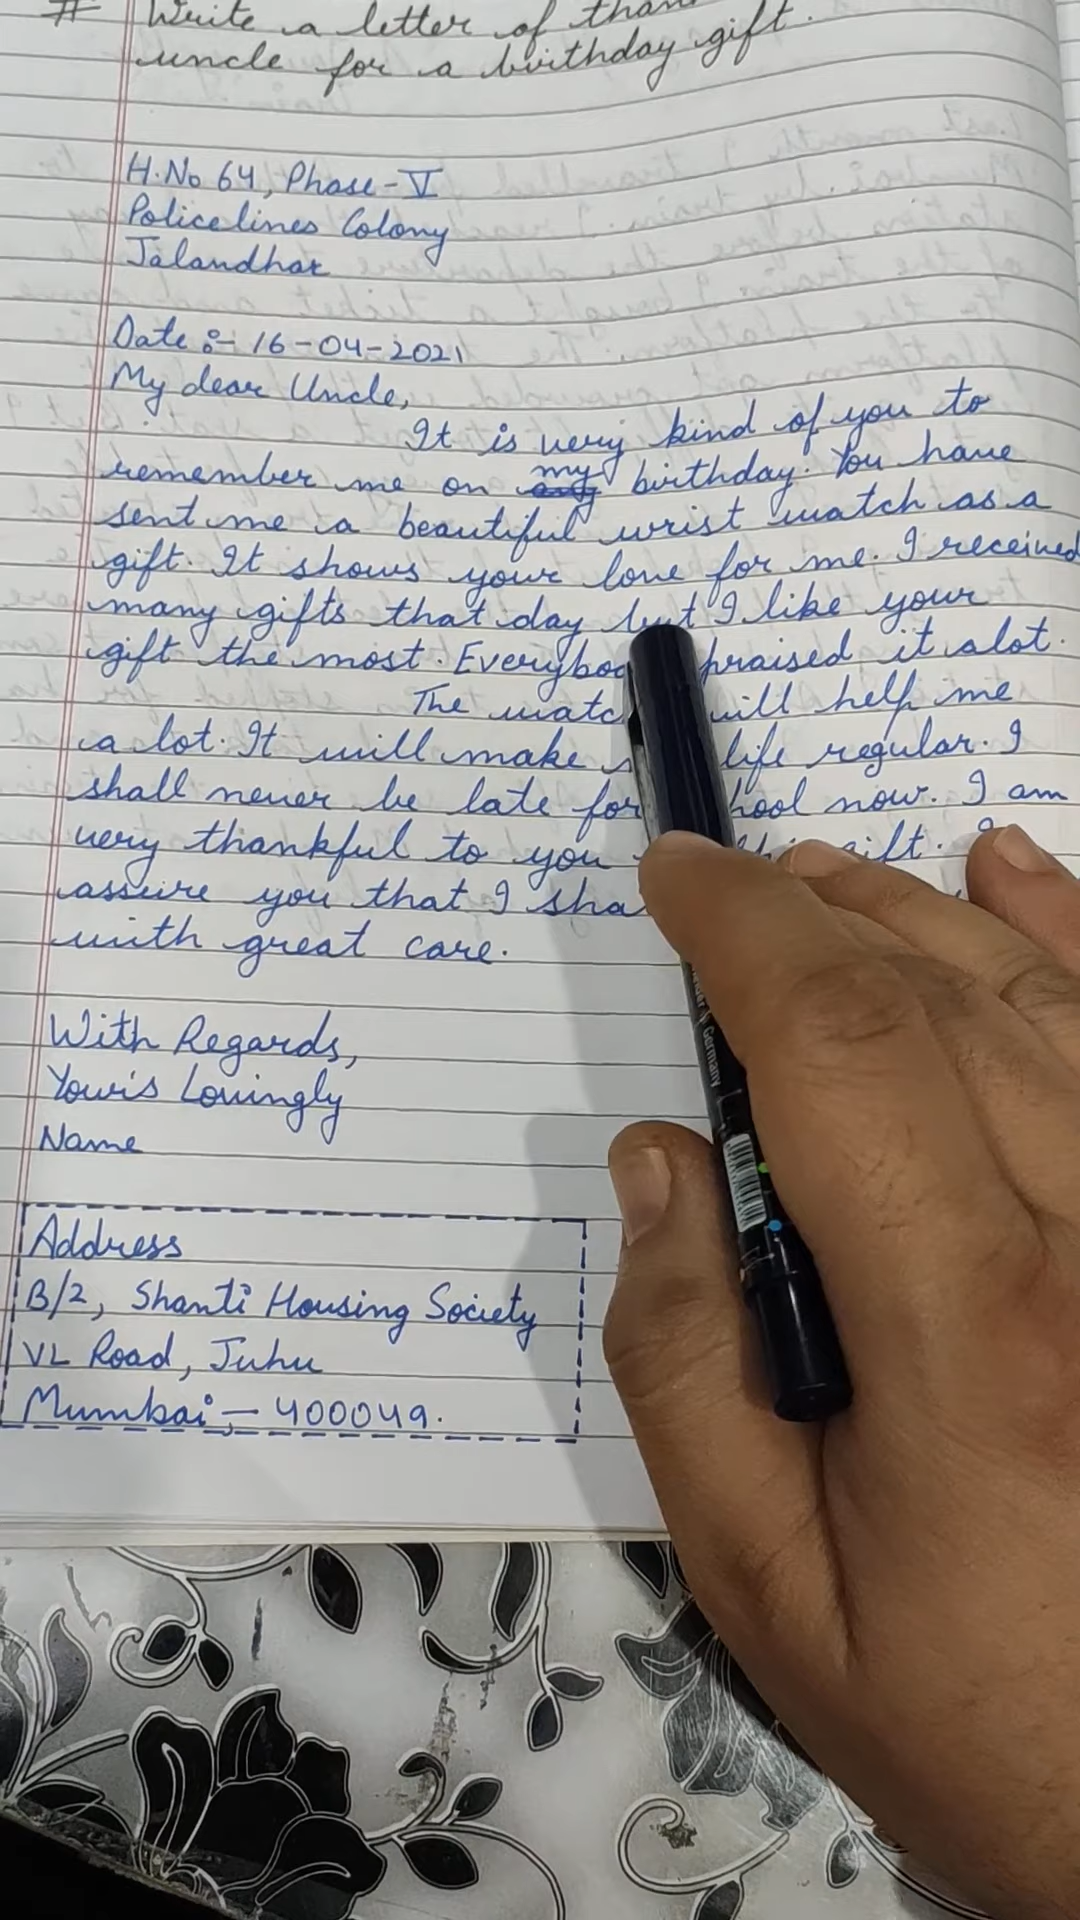 # Write a letter of than
uncle for a birthday gift.
H.No 64, Phase-V
Policelines Colony
Jalandhar
Date :- 16-04-2021
My dear Uncle,
It is very kind of you to
remember me on my birthday. You have
sent me a beautiful wrist watch as a
gift. It shows your love for me. I received
many gifts that day but I like your
gift the most. Everybod praised it alot.
The watc will help me
a lot. It will make life regular. I
shall never be late for hool now. I am
very thankful to you gift. I
assure you that I sha
with great care.
With Regards,
Your's Lovingly
Name
Address
B/2, Shanti Housing Society
VL Road, Juhu
Mumbai - 400049.
Germany